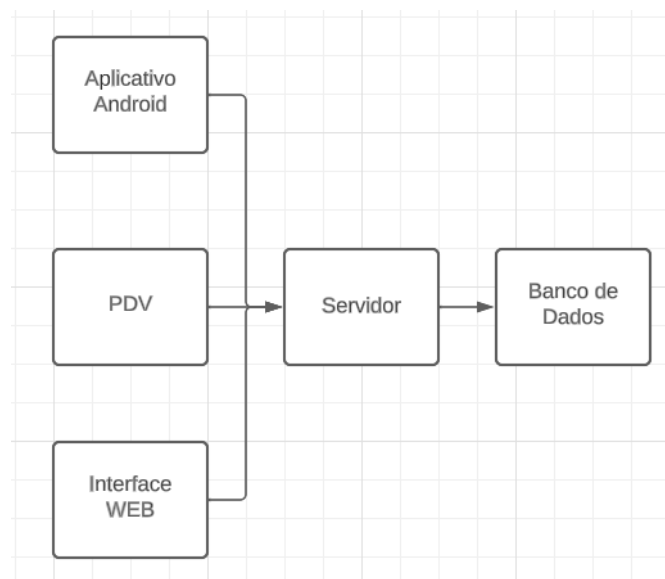 Aplicativo
Android
PDV
Servidor
Banco de
Dados
Interface
WEB